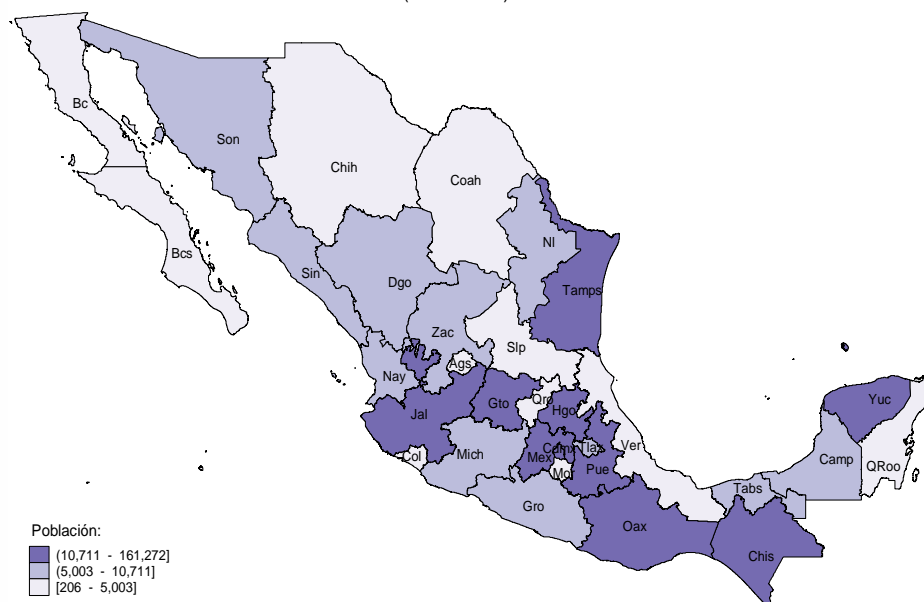 Bc
Son
Chih
Coah
Bcs
Sin
Dgo
Nl
Tamps
Zac
Slp
Ags
Nay
Jal
Gto
Qro
Hgo
Col
Mich
Mex
Cdmx
Tlax
Mor
Pue
Ver
Yuc
Camp
QRoo
Tabs
Gro
Oax
Chis
Población:
(10,711 - 161,272]
(5,003 - 10,711]
[206 - 5,003]